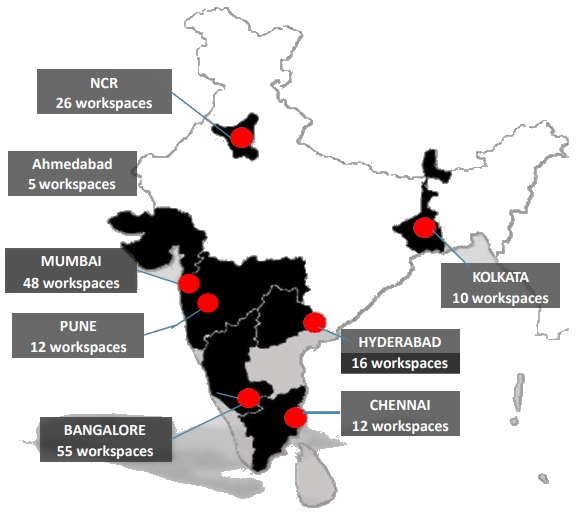 NCR
26 workspaces
Ahmedabad
5 workspaces
MUMBAI
48 workspaces
KOLKATA
10 workspaces
PUNE
12 workspaces
HYDERABAD
16 workspaces
CHENNAI
12 workspaces
BANGALORE
55 workspaces